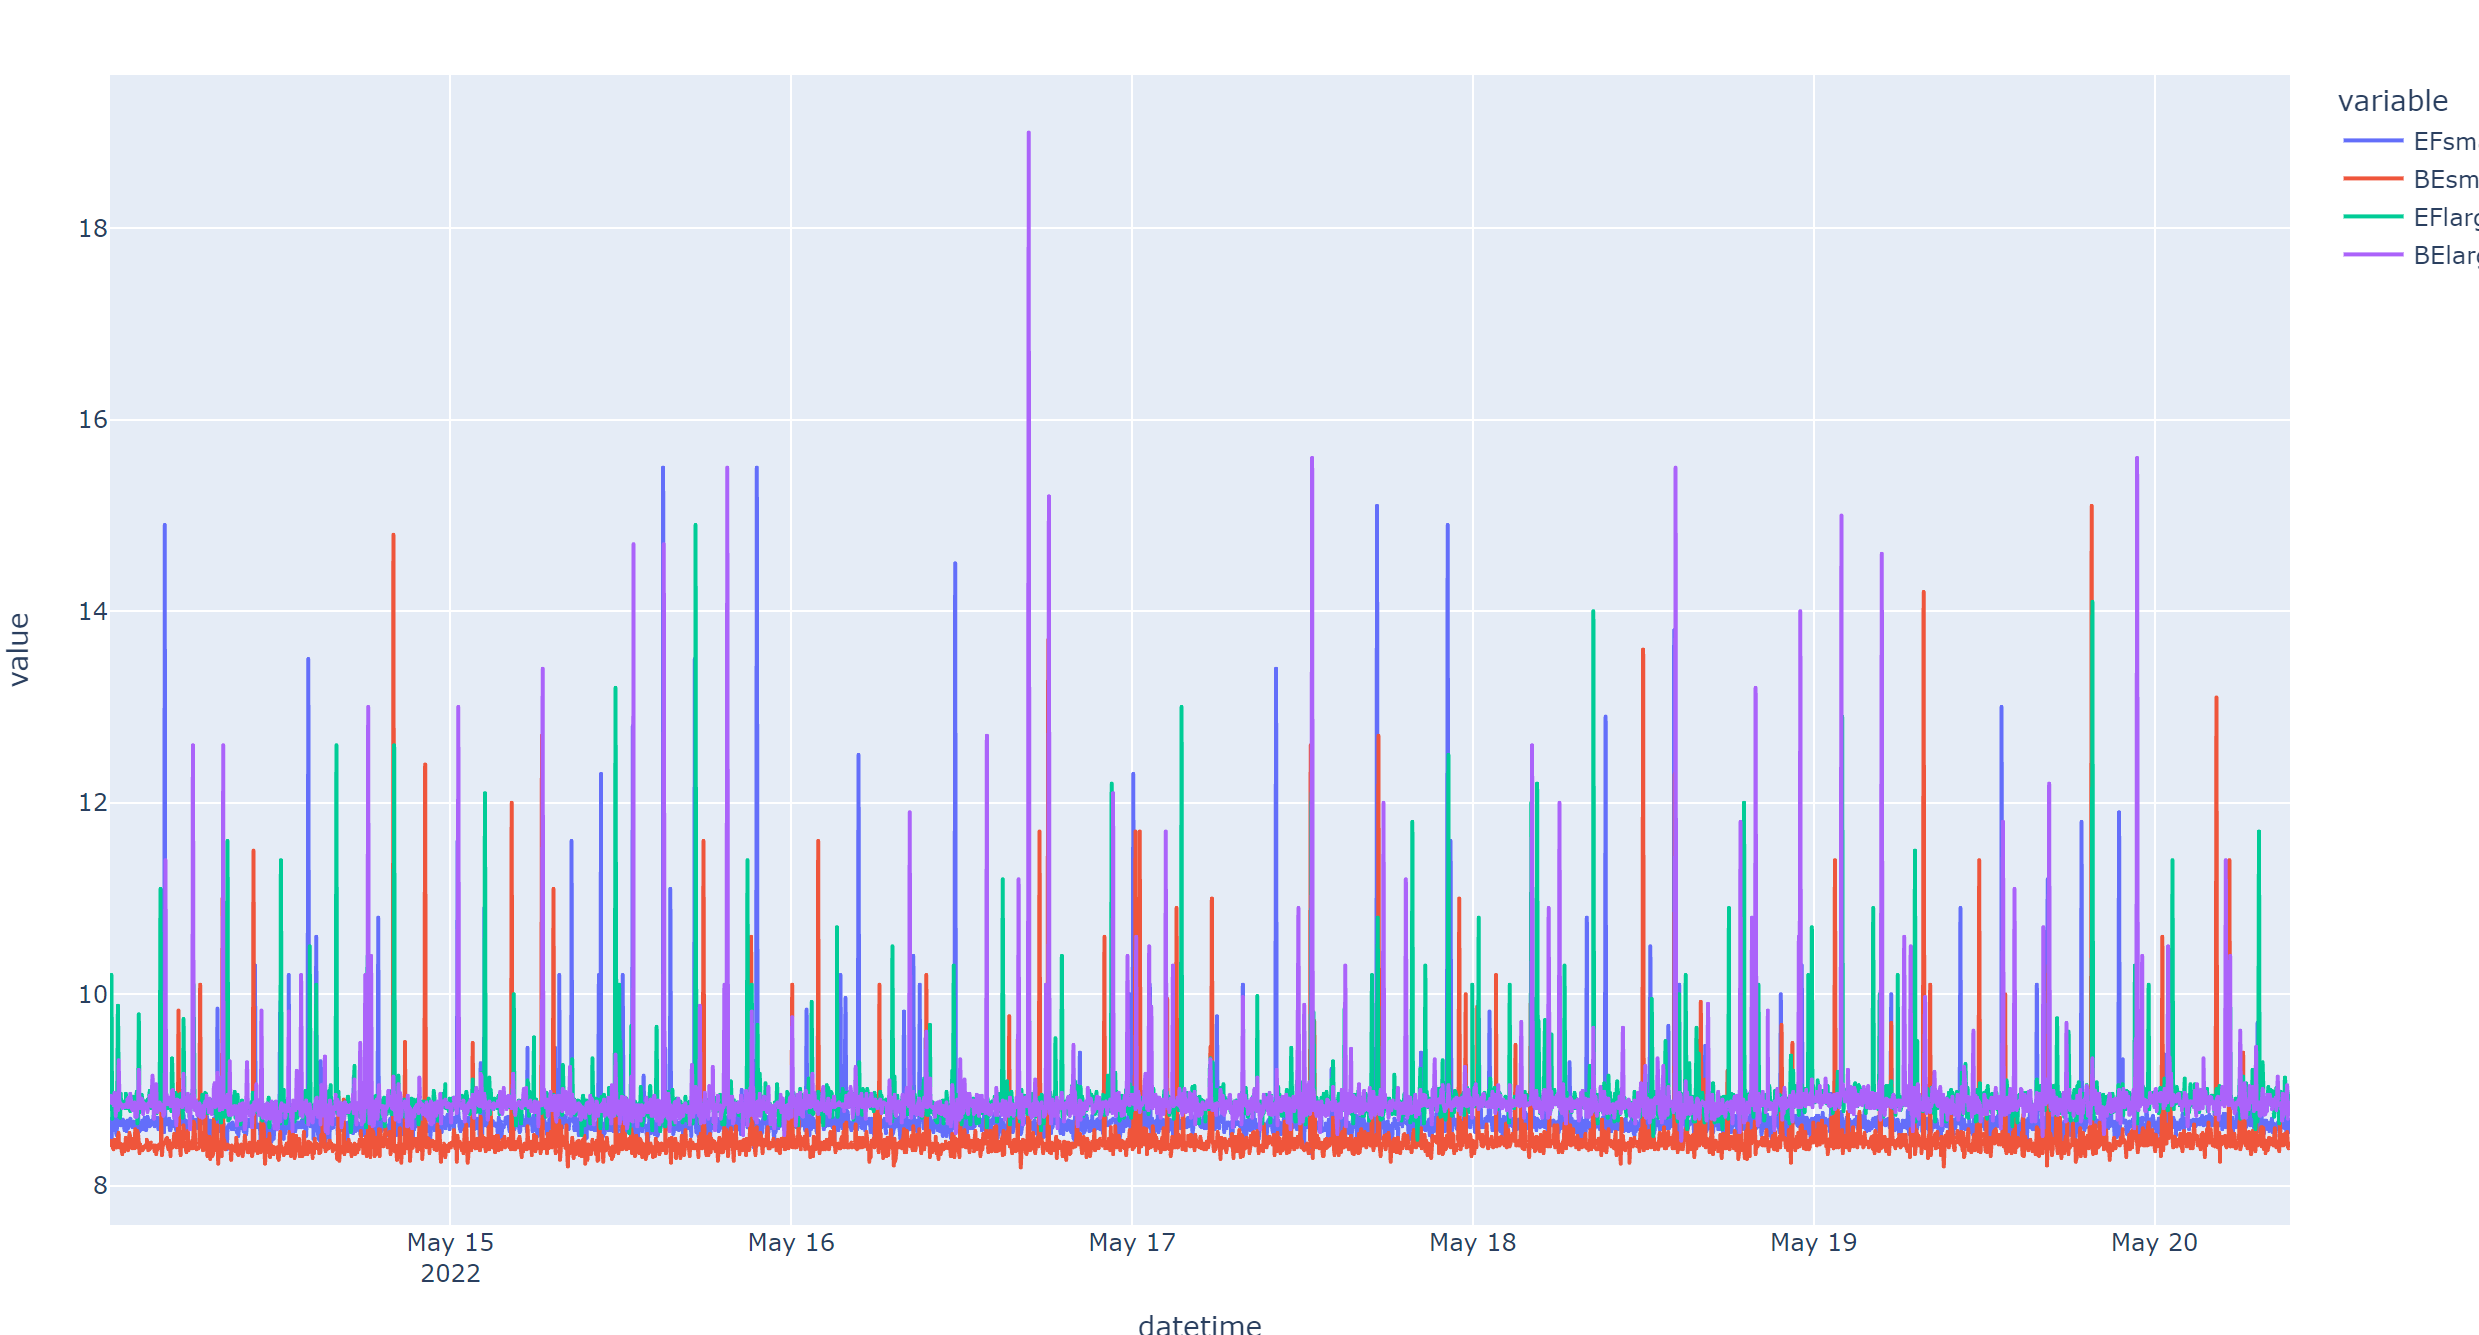 variable
EFsm
BEsm
EFlarg
BElarg
18
16
14
12
10
8
value
May 15
2022
May 16
May 17
May 18
May 19
May 20
datetime